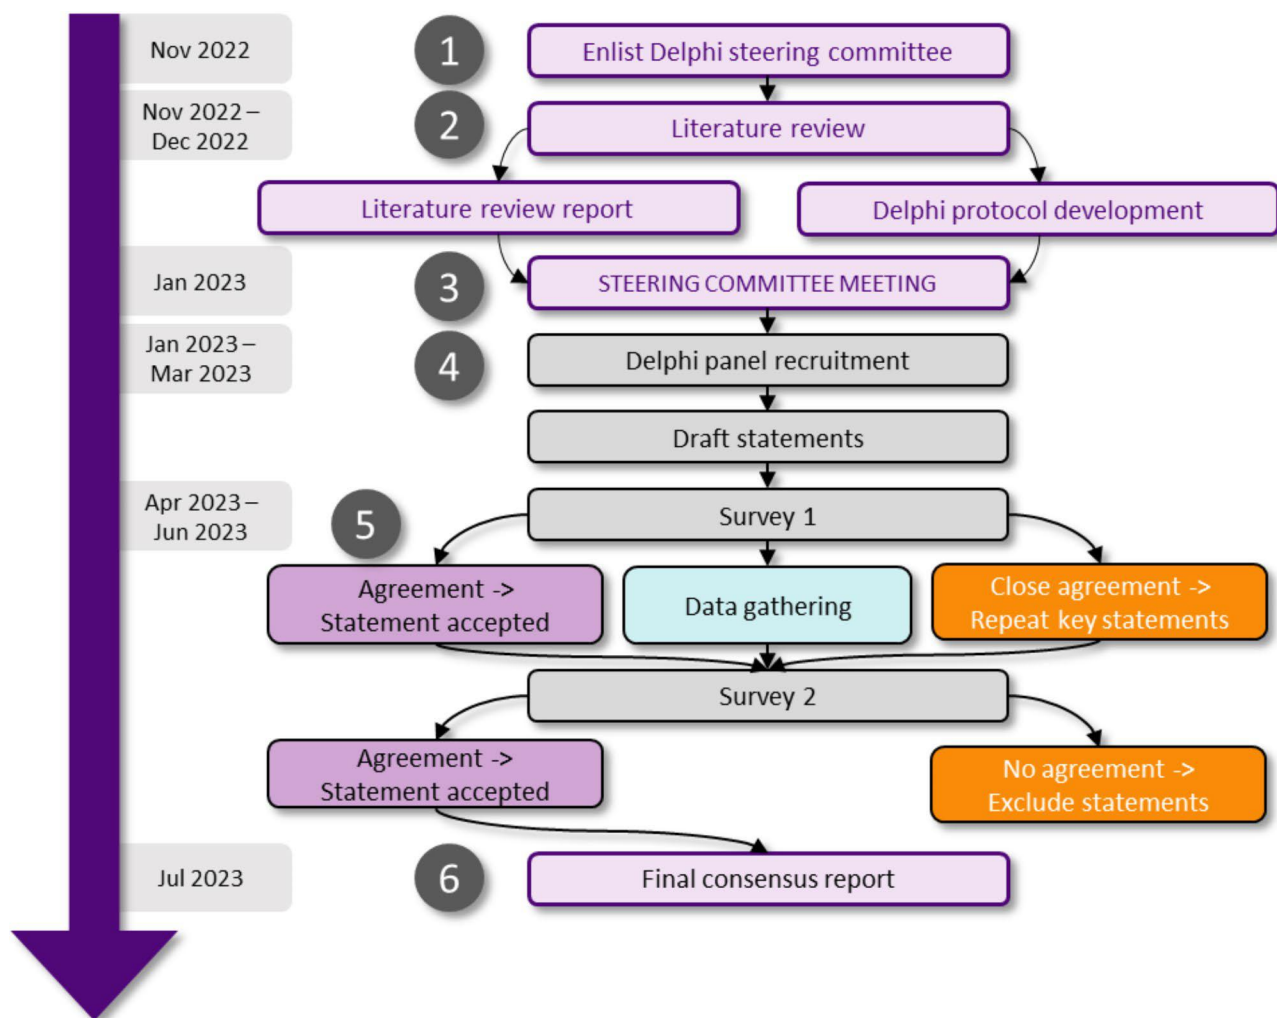 Nov 2022
1
Enlist Delphi steering committee
Nov 2022 –
Dec 2022
2
Literature review
Literature review report
Delphi protocol development
Jan 2023
3
STEERING COMMITTEE MEETING
Jan 2023 –
Mar 2023
4
Delphi panel recruitment
Draft statements
Apr 2023 –
Jun 2023
5
Survey 1
Agreement ->
Statement accepted
Data gathering
Close agreement ->
Repeat key statements
Survey 2
Agreement ->
Statement accepted
No agreement ->
Exclude statements
Jul 2023
6
Final consensus report